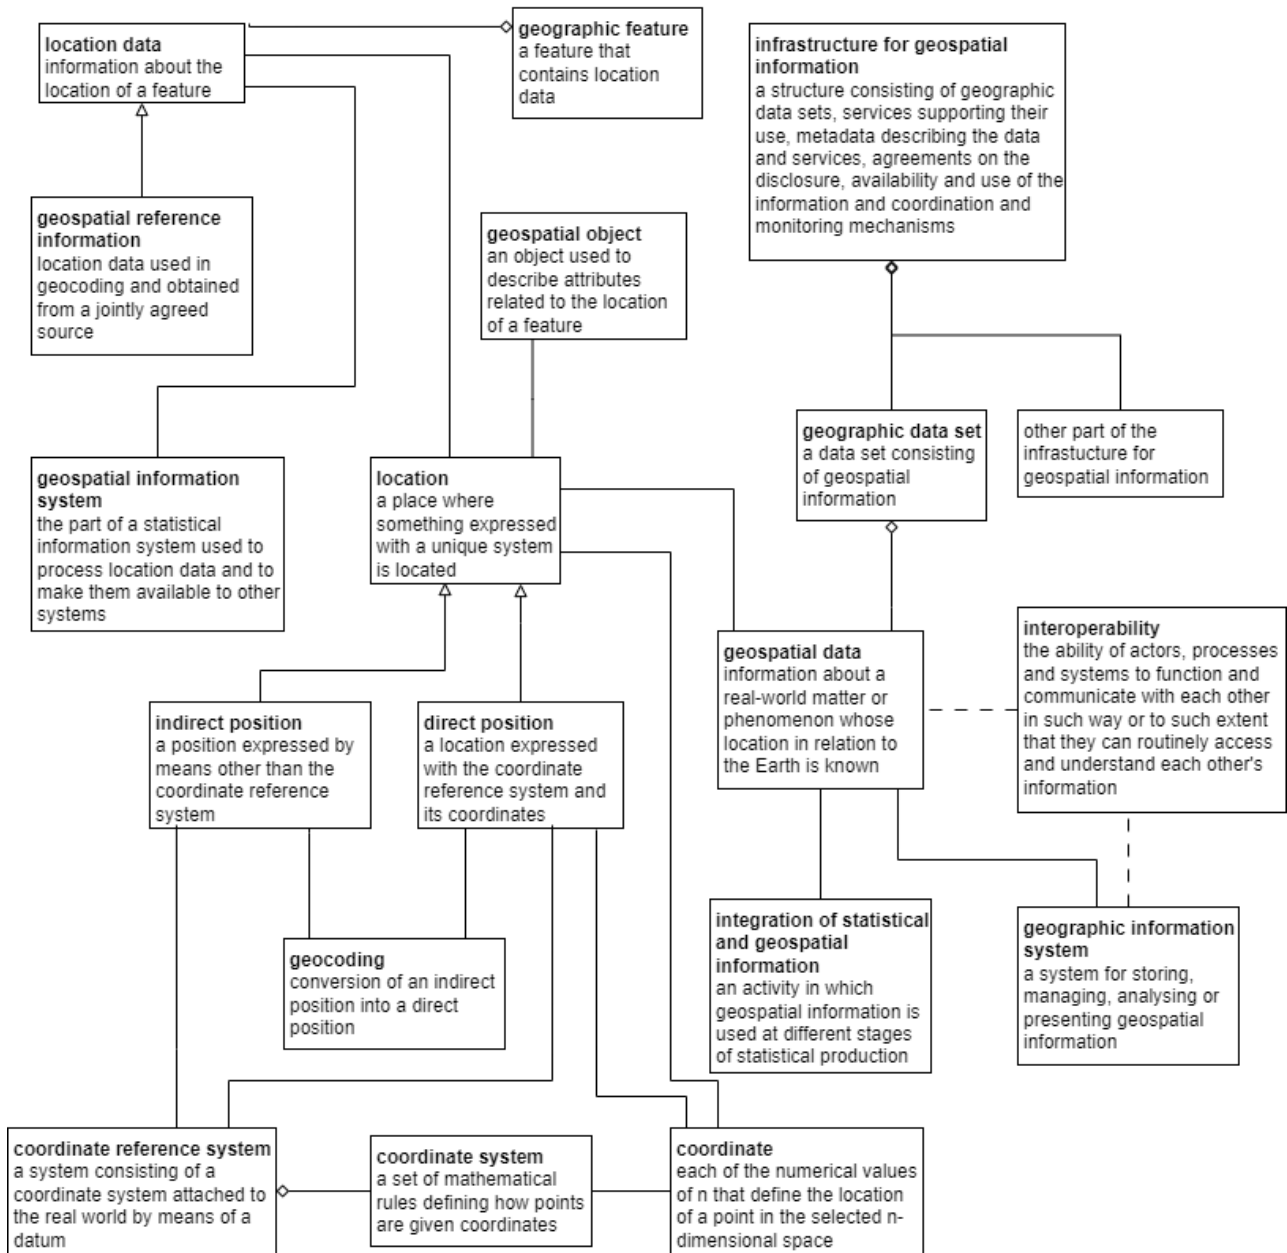 location data
information about the
location of a feature
geographic feature
a feature that
contains location
data
infrastructure for geospatial
information
a structure consisting of geographic
data sets, services supporting their
use, metadata describing the data
and services, agreements on the
disclosure, availability and use of the
information and coordination and
monitoring mechanisms
geospatial reference
information
location data used in
geocoding and obtained
from a jointly agreed
source
geospatial object
an object used to
describe attributes
related to the location
of a feature
geospatial information
system
the part of a statistical
information system used to
process location data and to
make them available to other
systems
location
a place where
something expressed
with a unique system
is located
geographic data set
a data set consisting
of geospatial
information
other part of the
infrastucture for
geospatial information
geospatial data
information about a
real-world matter or
phenomenon whose
location in relation to
the Earth is known
interoperability
the ability of actors, processes
and systems to function and
communicate with each other
in such way or to such extent
that they can routinely access
and understand each other's
information
indirect position
a position expressed by
means other than the
coordinate reference
system
direct position
a location expressed
with the coordinate
reference system and
its coordinates
geocoding
conversion of an indirect
position into a direct
position
integration of statistical
and geospatial
information
an activity in which
geospatial information is
used at different stages
of statistical production
geographic information
system
a system for storing,
managing, analysing or
presenting geospatial
information
coordinate reference system
a system consisting of a
coordinate system attached to
the real world by means of a
datum
coordinate system
a set of mathematical
rules defining how points
are given coordinates
coordinate
each of the numerical values
of n that define the location
of a point in the selected n-
dimensional space